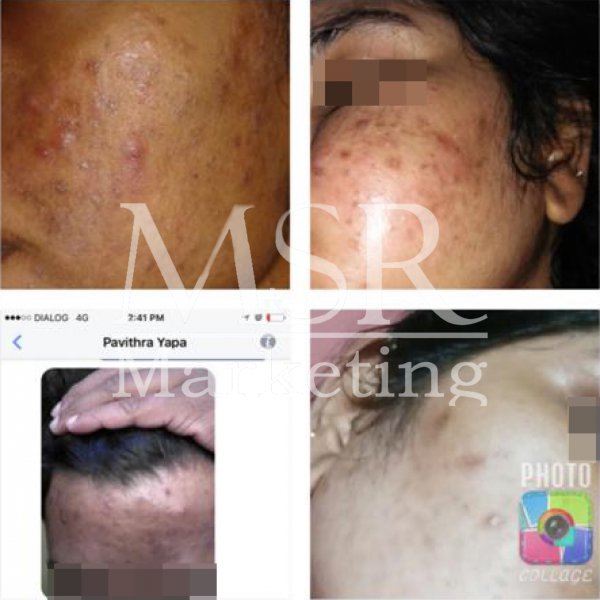 MSR
Marketing
DIALOG 4G
2:41 PM
Pavithra Yapa
PHOTO
COLLAGE